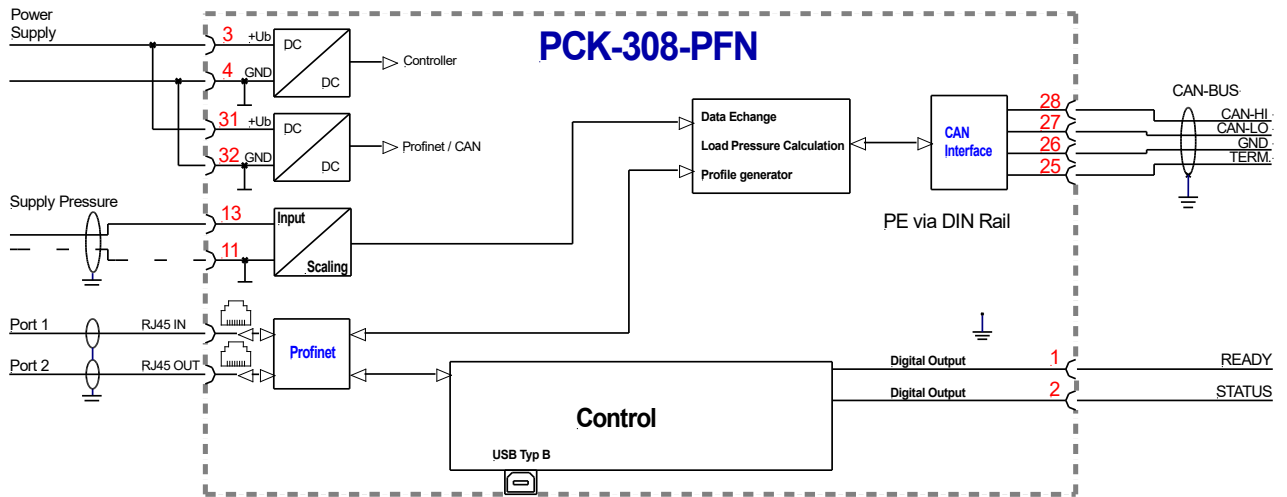 Power
Supply
3
+Ub
DC
DC
Controller
4
GND
PCK-308-PFN
31
+Ub
DC
DC
Profinet / CAN
32
GND
Data Echange
Load Pressure Calculation
Profile generator
CAN
Interface
28
27
26
25
CAN-BUS
CAN-HI
CAN-LO
GND
TERM.
PE via DIN Rail
Supply Pressure
13
11
Input
Scaling
Port 1
RJ45 IN
Port 2
RJ45 OUT
Profinet
Control
USB Typ B
Digital Output
1
READY
Digital Output
2
STATUS